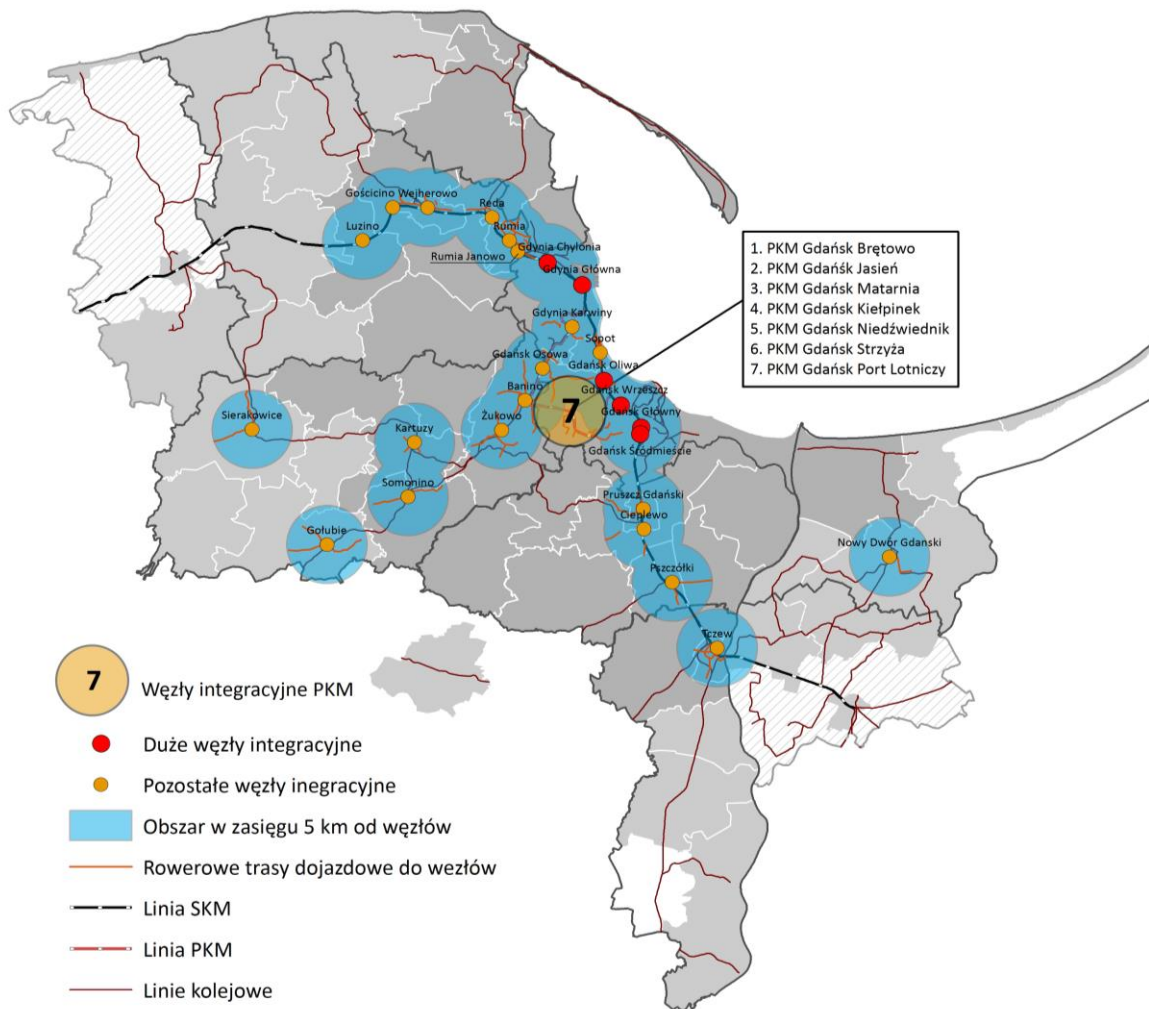 Gościcino Wejherowo
Reda
Luzino
Rumia
Gdynia Chylonia
Rumia Janowo
Gdynia Główna
1. PKM Gdańsk Brętowo
2. PKM Gdańśk Jasień
3. PKM Gdańsk Matarnia
4. PKM Gdańsk Kiełpinek
5. PKM Gdańsk Niedźwiednik
6. PKM Gdańsk Strzyża
7. PKM Gdańsk Port Lotniczy
Gdynia Karwiny
Sopot
Gdańsk Osowa
Gdańsk Oliwa
Banino
Gdańsk Wrzeszcz
7
Sierakowice
Żukowo
Gdańsk Główny
Kartuzy
Gdańsk Śródmieście
Somonino
Pruszcz Gdański
Cieplewo
Gołubie
Nowy Dwór Gdanski
Pszczółki
Tczew
7
Węzły integracyjne PKM
Duże węzły integracyjne
Pozostałe węzły inegracyjne
Obszar w zasięgu 5 km od węzłów
Rowerowe trasy dojazdowe do wezłów
Linia SKM
Linia PKM
Linie kolejowe